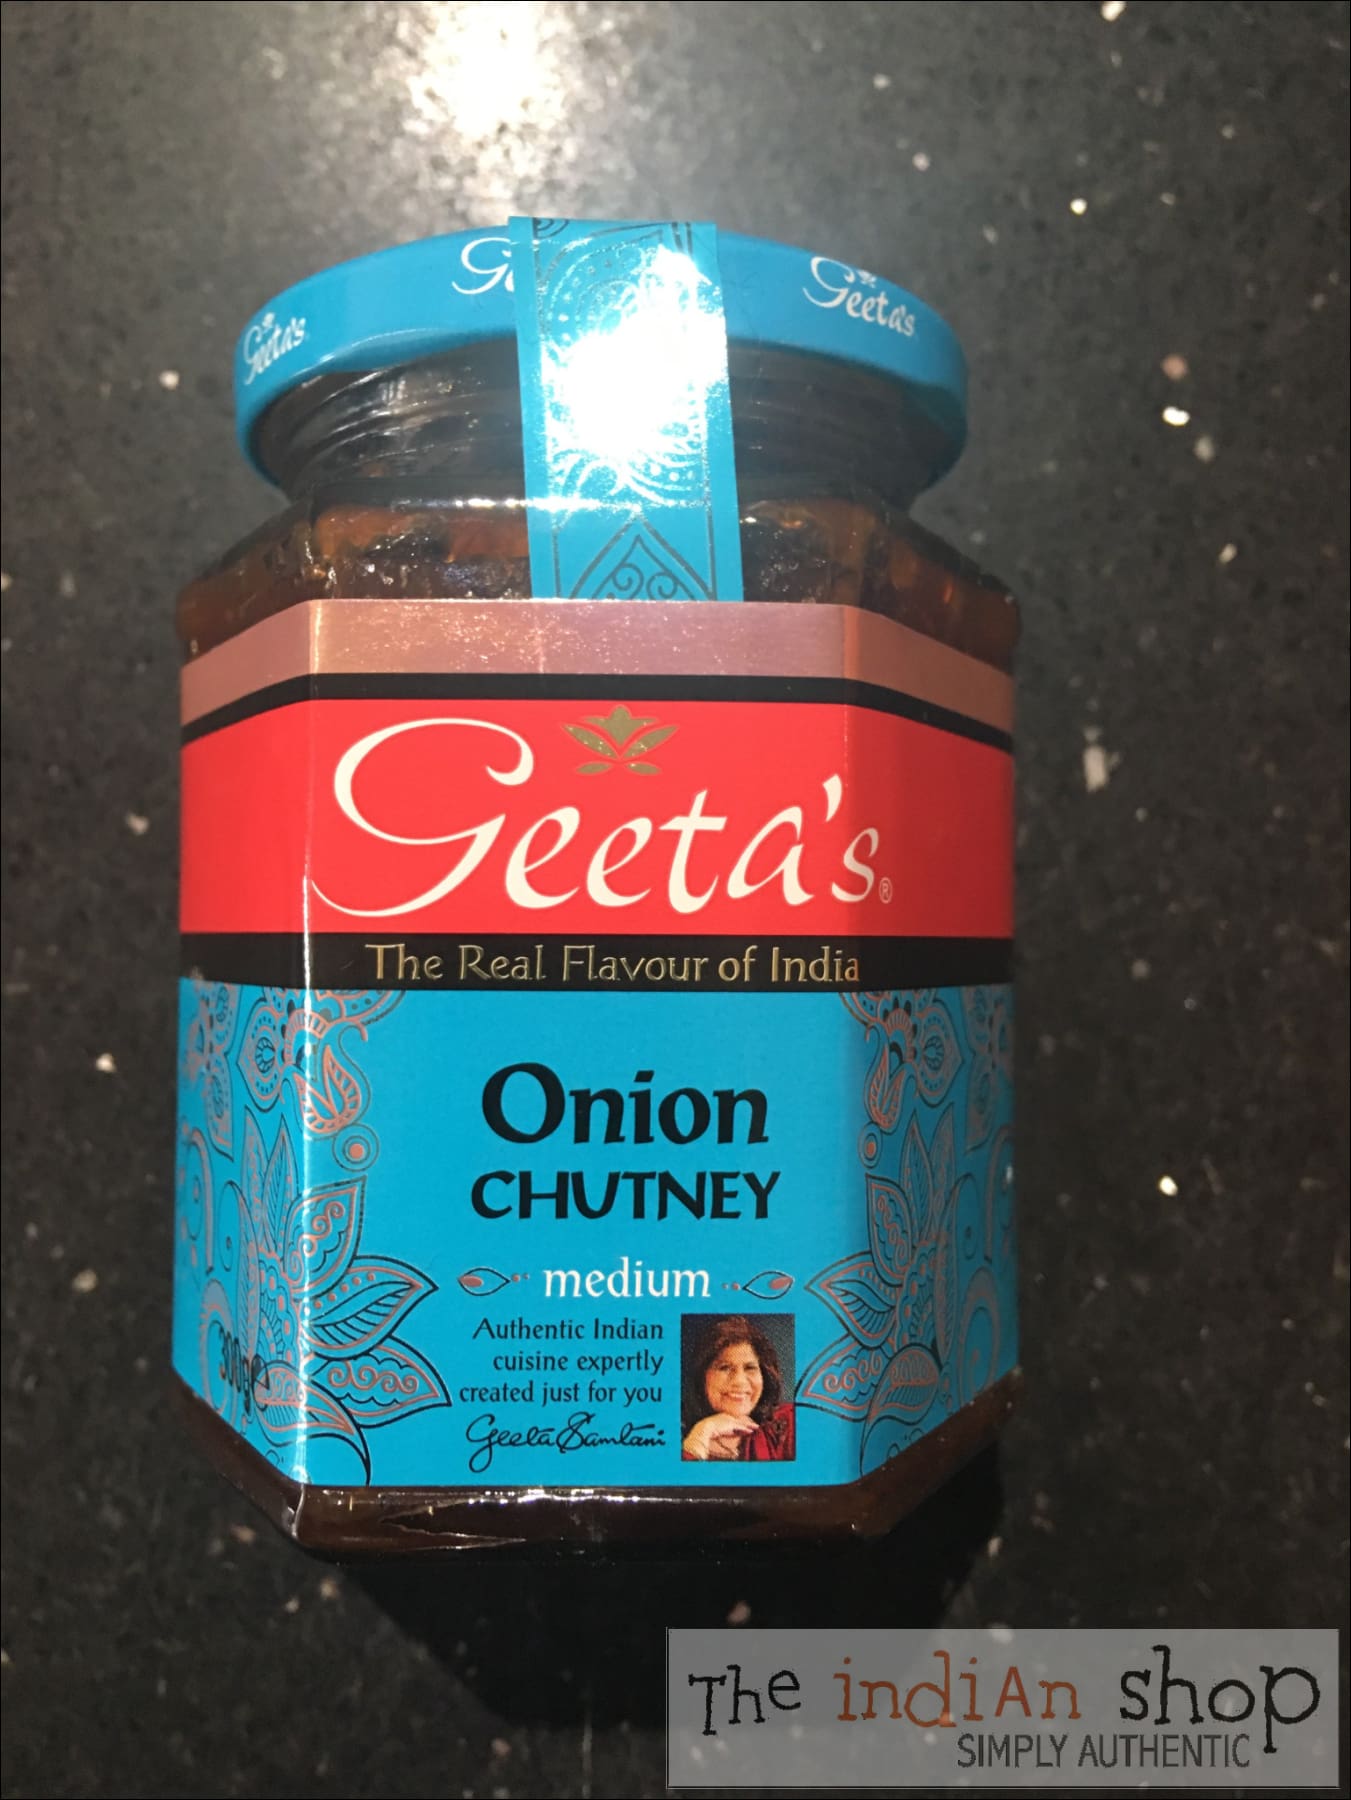 Geeta's
Geeta's
Geeta's®
The Real Flavour of India
Onion
CHUTNEY
medium
Authentic Indian
cuisine expertly
created just for you
Geeta Samtani
300g e
The indiAn shop
SIMPLY AUTHENTIC